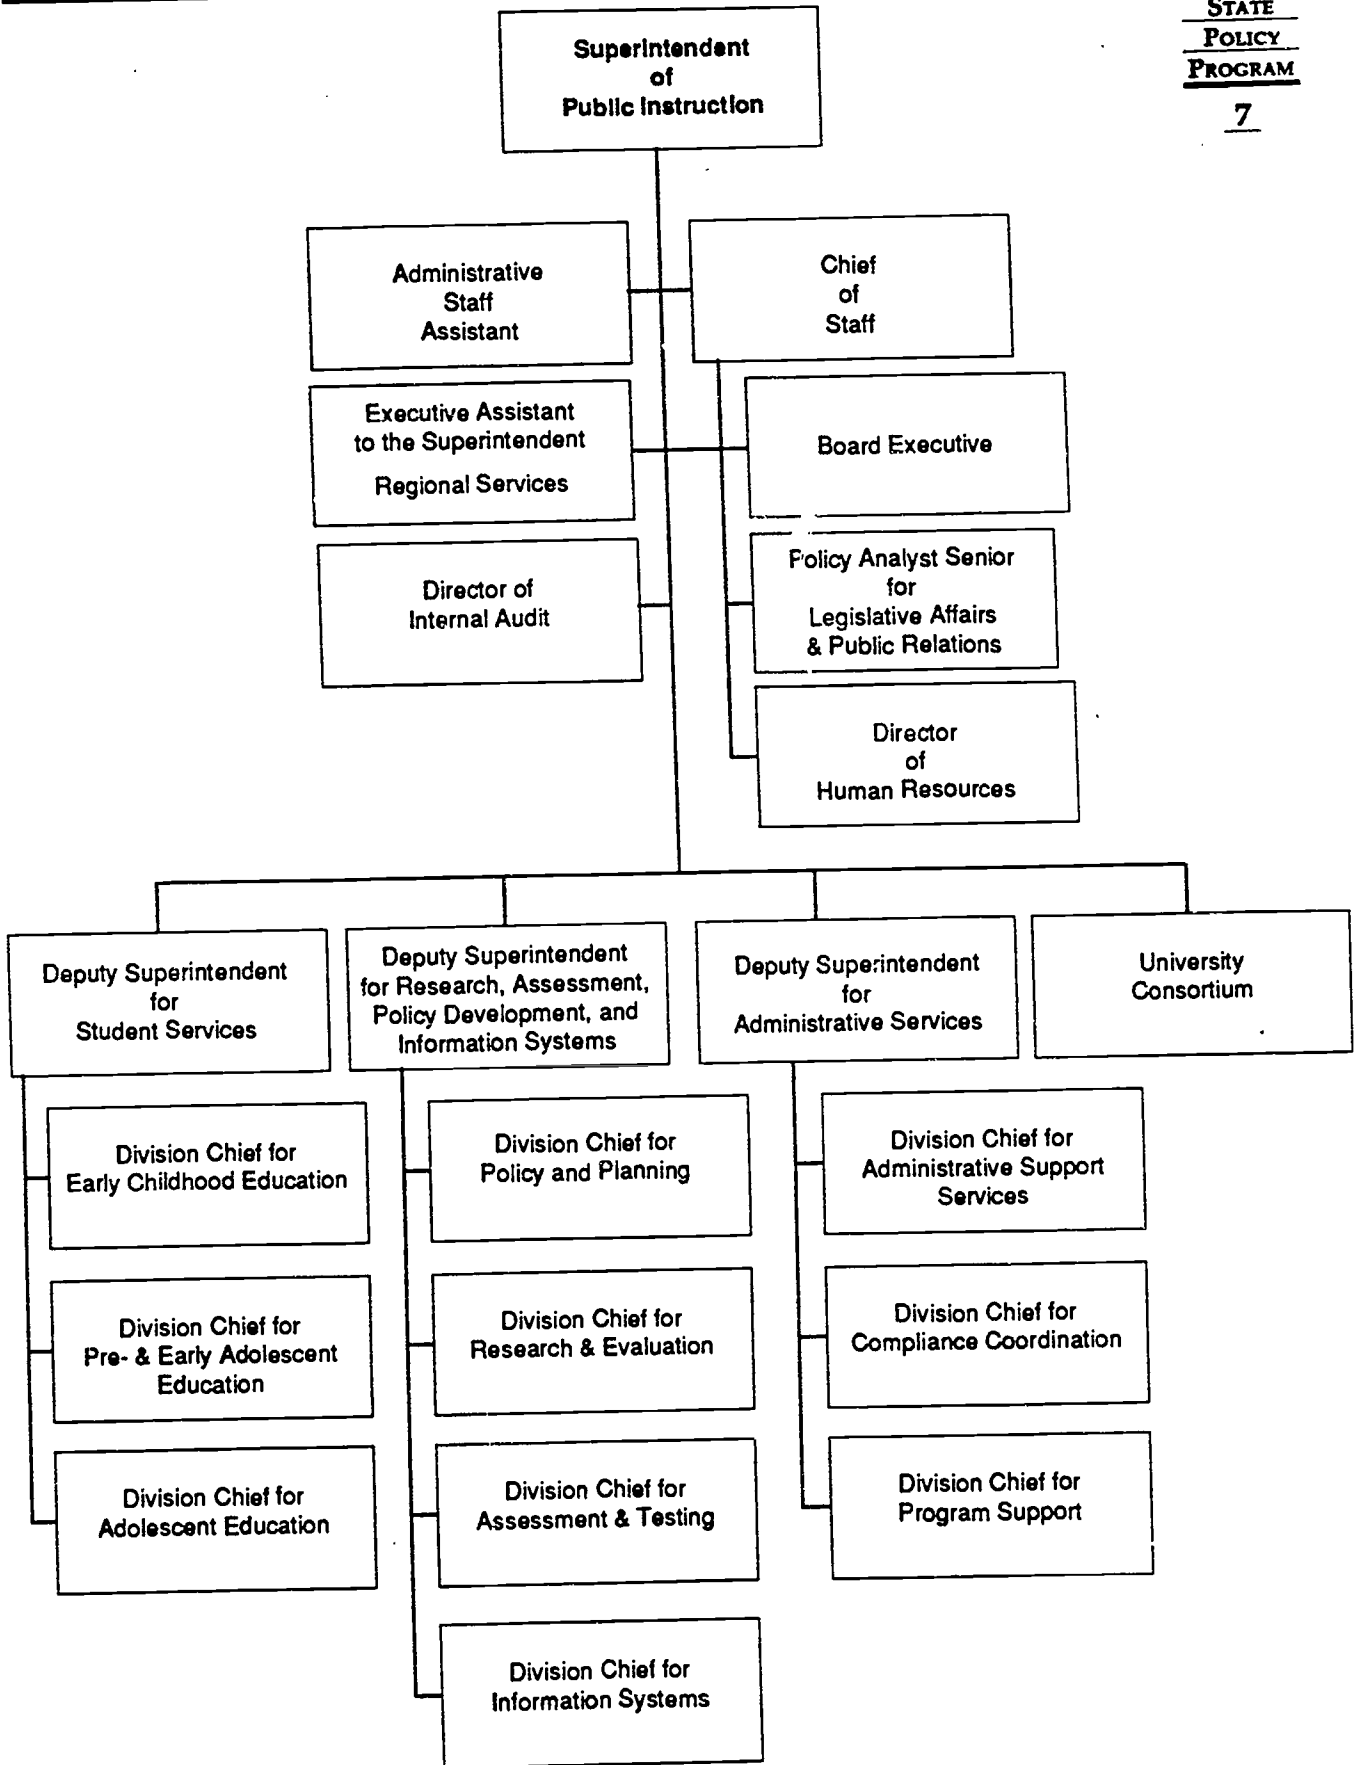 STATE
POLICY
PROGRAM
7
Superintendent
of
Public Instruction
Administrative
Staff
Assistant
Chief
of
Staff
Executive Assistant
to the Superintendent
Regional Services
Board Executive
Director of
Internal Audit
Policy Analyst Senior
for
Legislative Affairs
& Public Relations
Director
of
Human Resources
Deputy Superintendent
for
Student Services
Deputy Superintendent
for Research, Assessment,
Policy Development, and
Information Systems
Deputy Superintendent
for
Administrative Services
University
Consortium
Division Chief for
Early Childhood Education
Division Chief for
Policy and Planning
Division Chief for
Administrative Support
Services
Division Chief for
Pre- & Early Adolescent
Education
Division Chief for
Research & Evaluation
Division Chief for
Compliance Coordination
Division Chief for
Adolescent Education
Division Chief for
Assessment & Testing
Division Chief for
Program Support
Division Chief for
Information Systems